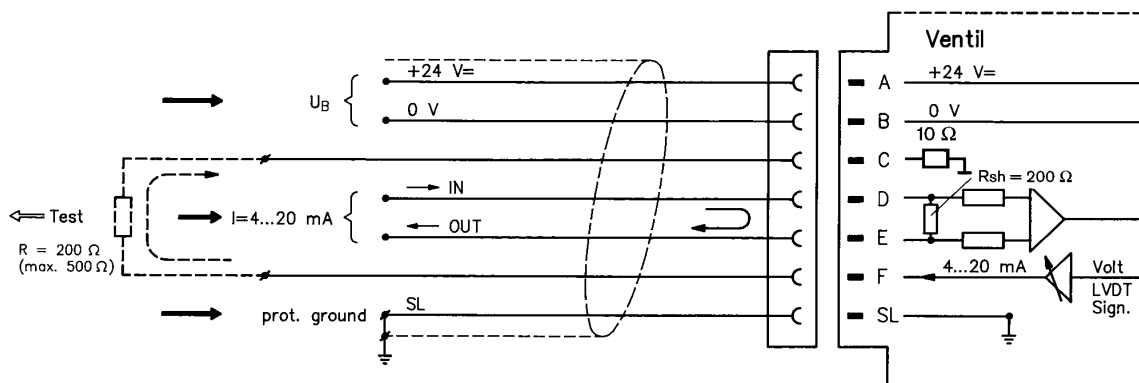 Ventil
+24 V=
A
+24 V=
U_B
0 V
B
0 V
10 Ω
C
Rsh = 200 Ω
IN
D
Test
I=4...20 mA
OUT
E
R = 200 Ω
(max. 500 Ω)
F
4...20 mA
Volt
LVDT
Sign.
prot. ground
SL
SL